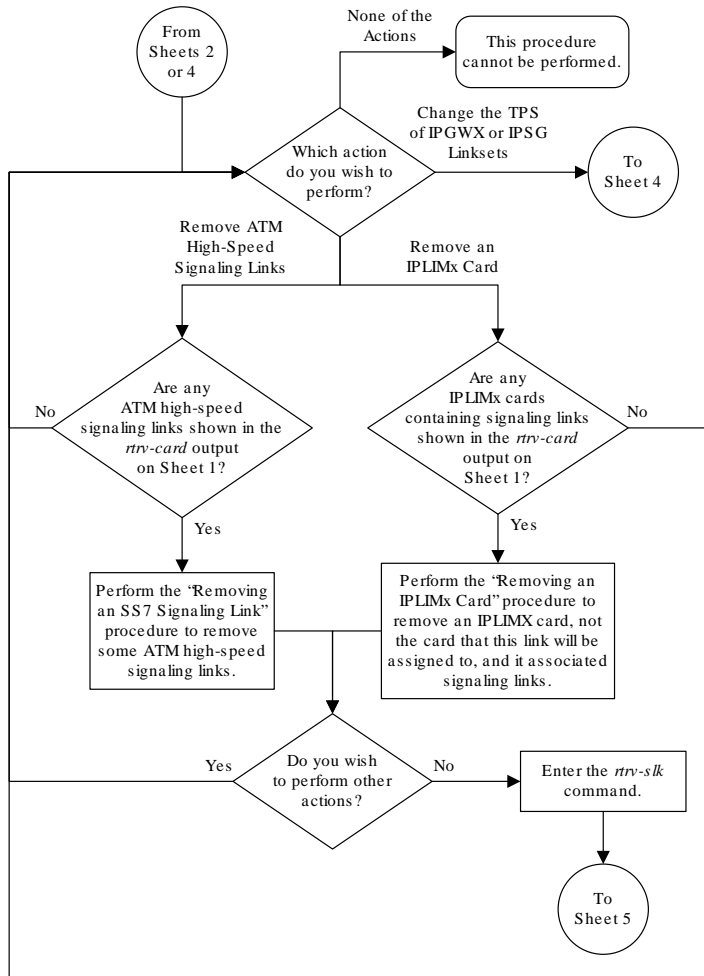 From
Sheets 2
or 4
None of the
Actions
This procedure
cannot be performed.
Change the TPS
of IPGWX or IPSG
Linksets
Which action
do you wish to
perform?
To
Sheet 4
Remove ATM
High-Speed
Signaling Links
Remove an
IPLIMx Card
No
Are any
ATM high-speed
signaling links shown in the
rtrv-card output
on Sheet 1?
Are any
IPLIMx cards
containing signaling links
shown in the rtrv-card
output on
Sheet 1?
No
Yes
Yes
Perform the “Removing
an SS7 Signaling Link”
procedure to remove
some ATM high-speed
signaling links.
Perform the “Removing an
IPLIMx Card” procedure to
remove an IPLIMX card, not
the card that this link will be
assigned to, and it associated
signaling links.
Yes
Do you wish
to perform other
actions?
No
Enter the rtrv-slk
command.
To
Sheet 5